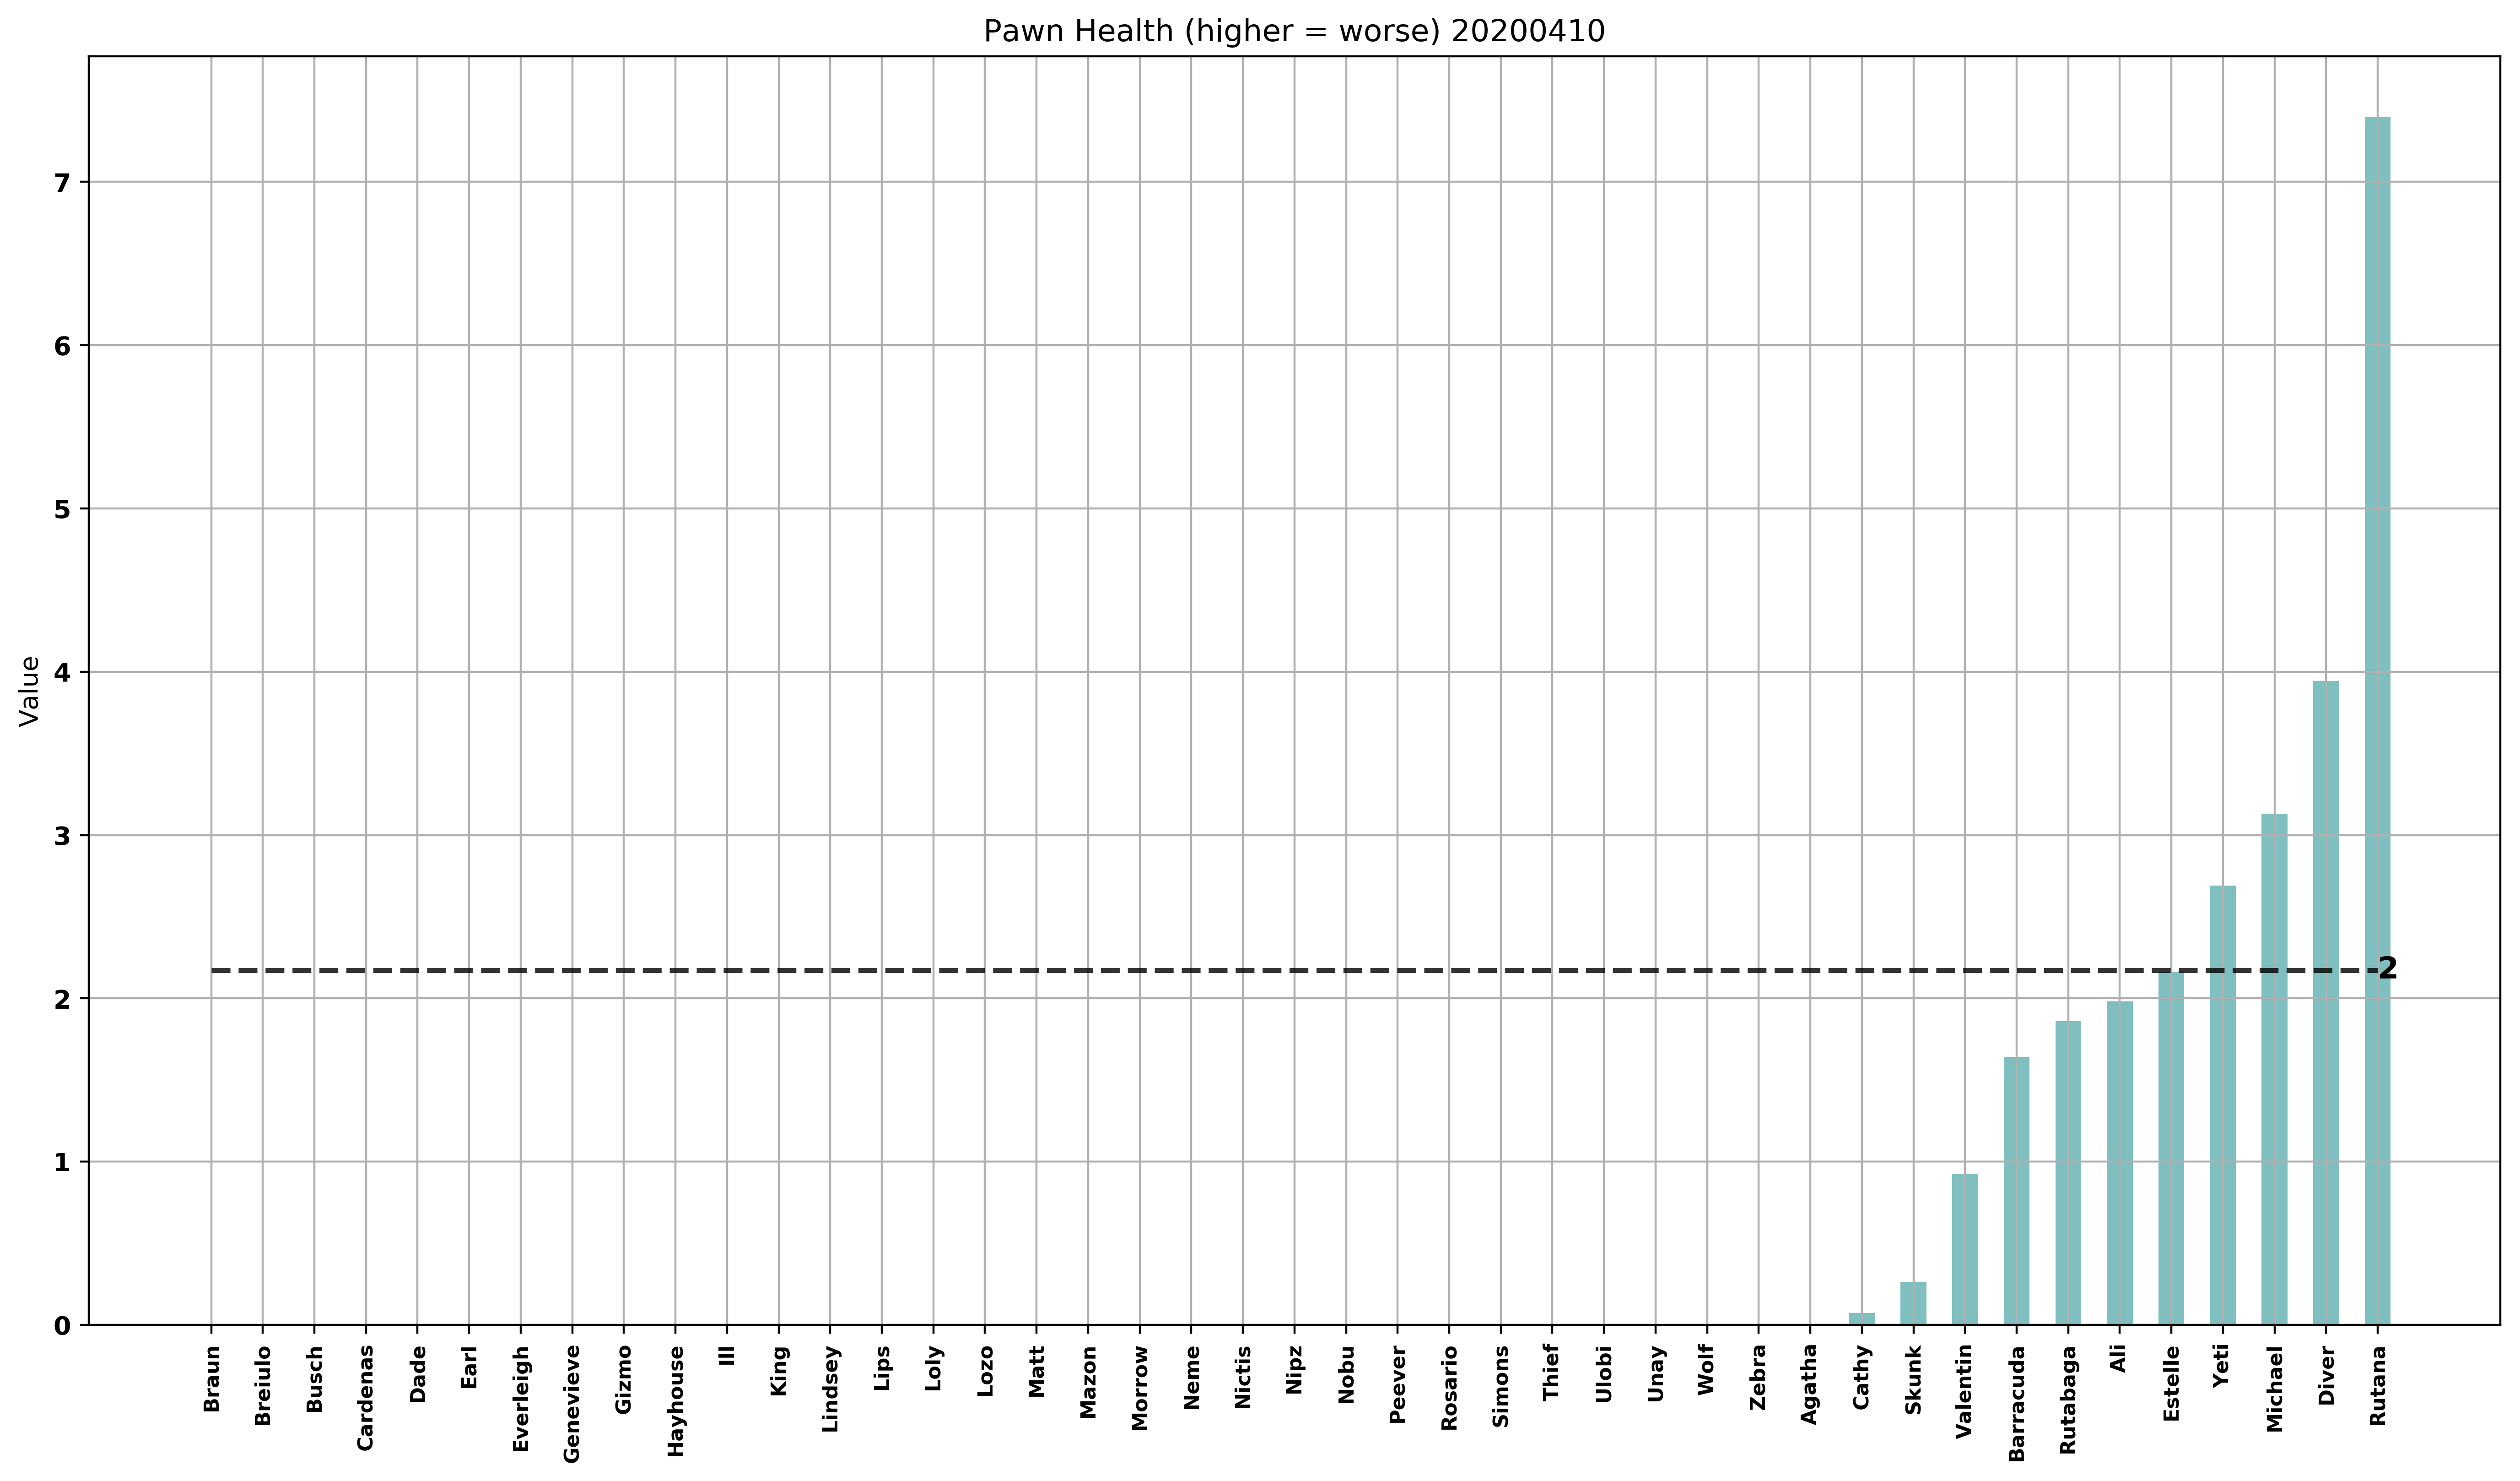 Pawn Health (higher = worse) 20200410
Value
7
6
5
4
3
2
1
0
2
Braun
Breiulo
Busch
Cardenas
Dade
Earl
Everleigh
Genevieve
Gizmo
Hayhouse
Ill
King
Lindsey
Lips
Loly
Lozo
Matt
Mazon
Morrow
Neme
Nictis
Nipz
Nobu
Peever
Rosario
Simons
Thief
Ulobi
Unay
Wolf
Zebra
Agatha
Cathy
Skunk
Valentin
Barracuda
Rutabaga
Ali
Estelle
Yeti
Michael
Diver
Rutana